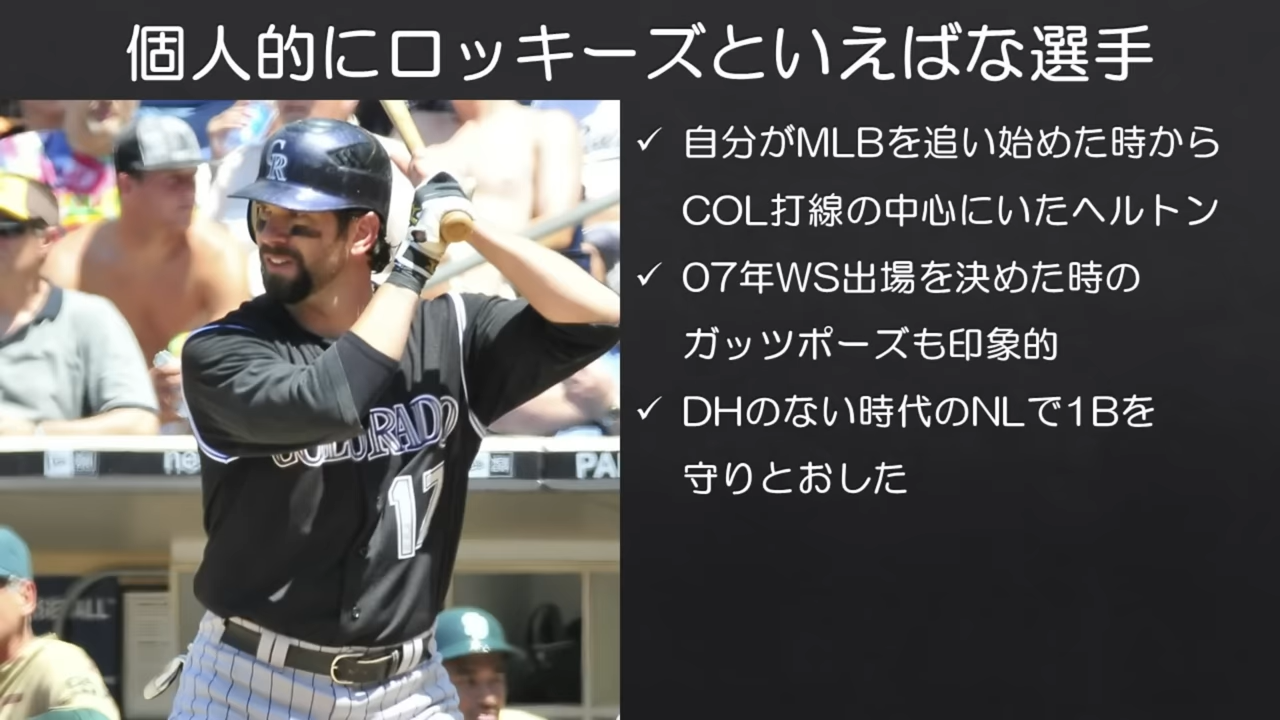 個人的にロッキーズといえばな選手
✓ 自分がMLBを追い始めた時から
COL打線の中心にいたヘルトン
✓ 07年WS出場を決めた時の
ガッツポーズも印象的
✓ DHのない時代のNLで1Bを
守りとおした
CR
COLORADO
17
PA